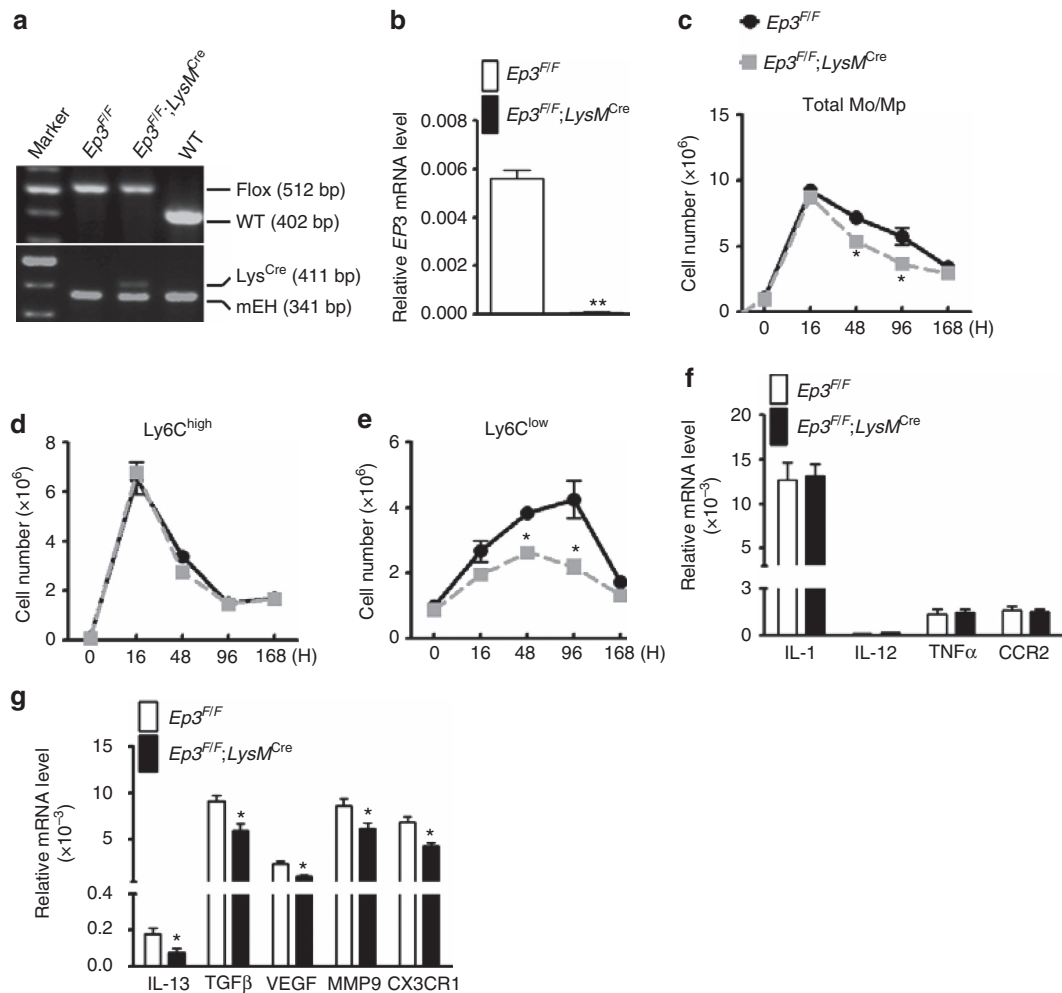 a
Marker
Ep3F/F
Ep3F/F;LysMCre
WT
Flox (512 bp)
WT (402 bp)
LysCre (411 bp)
mEH (341 bp)
b
Ep3F/F
Ep3F/F;LysMCre
Relative EP3 mRNA level
0.008
0.006
0.004
0.002
0.000
**
c
Ep3F/F
Ep3F/F;LysMCre
Total Mo/Mp
Cell number (×10⁶)
15
10
5
0
*
*
0 16 48 96 168 (H)
d
Ly6Chigh
Cell number (×10⁶)
8
6
4
2
0
0 16 48 96 168 (H)
e
Ly6Clow
Cell number (×10⁶)
6
4
2
0
*
*
0 16 48 96 168 (H)
f
Ep3F/F
Ep3F/F;LysMCre
Relative mRNA level
(×10⁻³)
20
15
10
5
3
0
IL-1 IL-12 TNFα CCR2
g
Ep3F/F
Ep3F/F;LysMCre
Relative mRNA level
(×10⁻³)
15
10
5
0.4
0.2
0.0
* * * * *
IL-13 TGFβ VEGF MMP9 CX3CR1